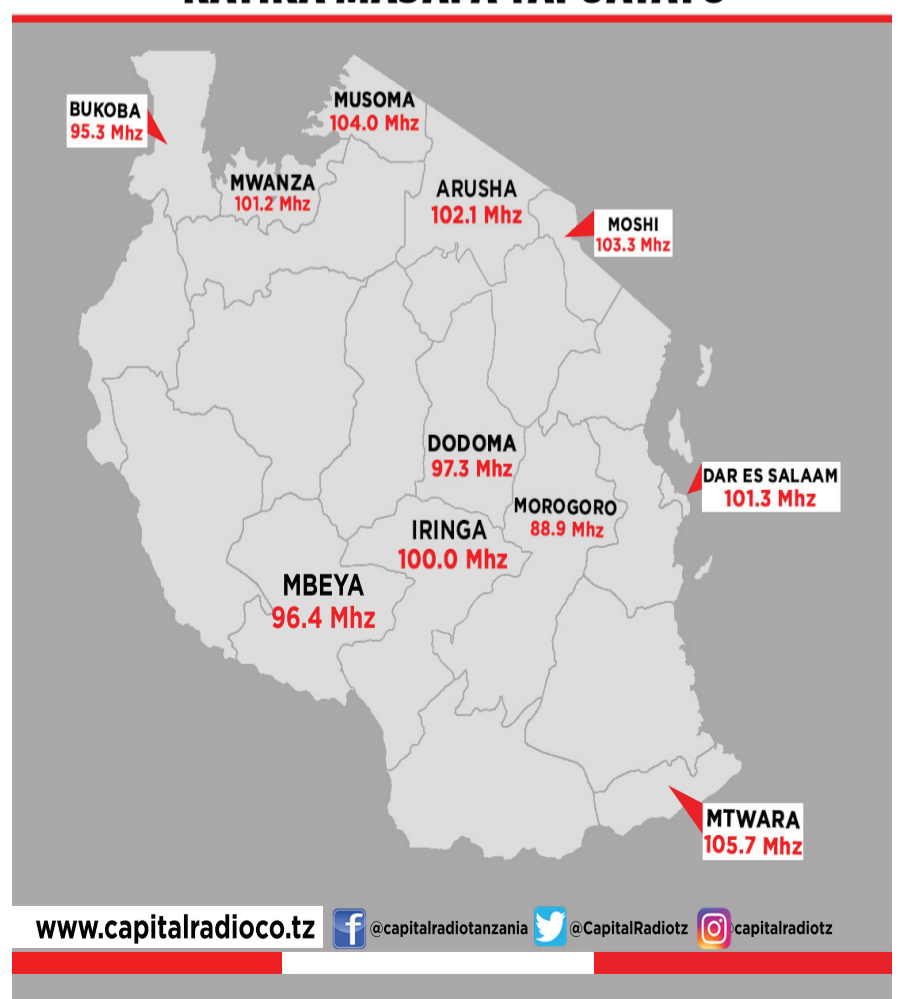 MUSOMA
104.0 Mhz
BUKOBA
95.3 Mhz
MWANZA
101.2 Mhz
ARUSHA
102.1 Mhz
MOSHI
103.3 Mhz
DODOMA
97.3 Mhz
DAR ES SALAAM
101.3 Mhz
MOROGORO
88.9 Mhz
IRINGA
100.0 Mhz
MBEYA
96.4 Mhz
MTWARA
105.7 Mhz
www.capitalradioco.tz @capitalradiotanzania @CapitalRadiotz capitalradiotz